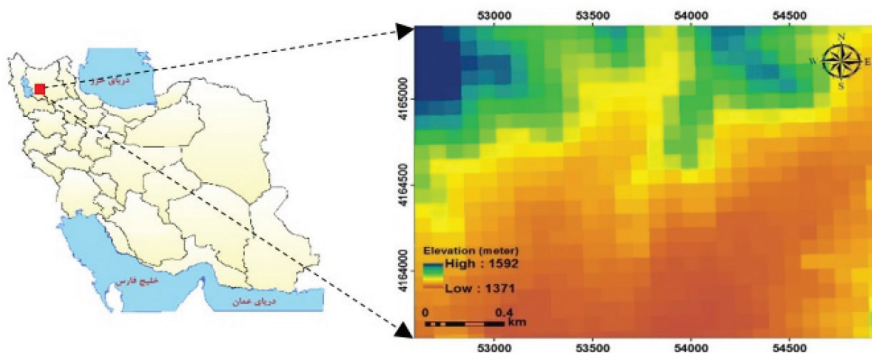 دریای خزر
خلیج فارس
دریای عمان
53000 53500 54000 54500
4165000
4164500
4164000
N
W E
S
Elevation (meter)
High : 1592
Low : 1371
0 0.4
km
53000 53500 54000 54500